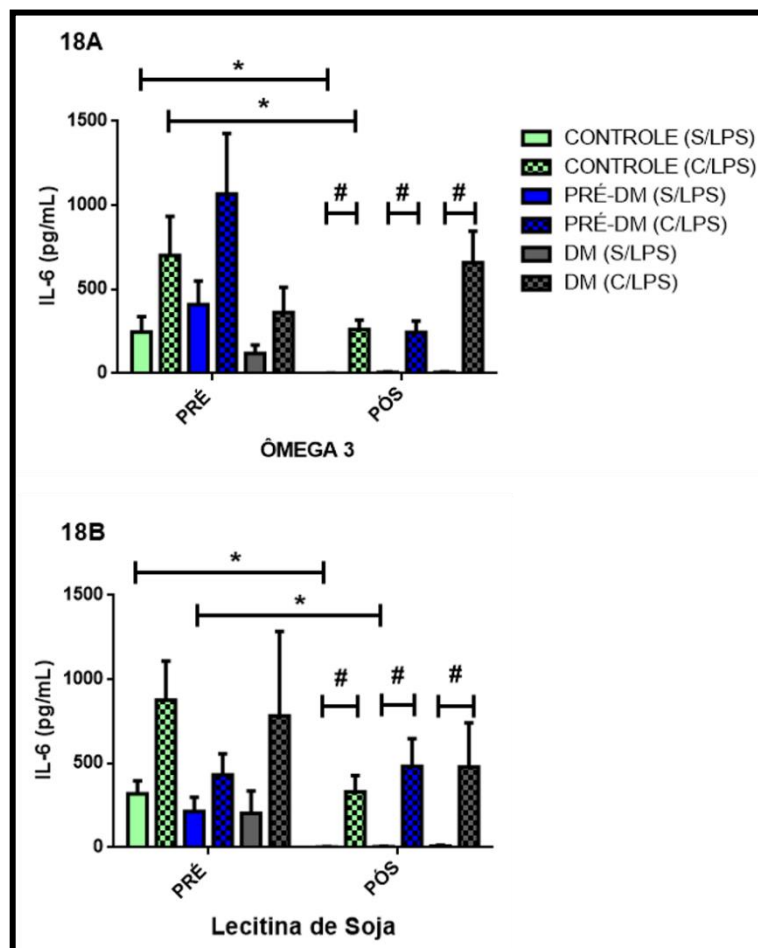 18A
*
*
1500
1000
500
0
IL-6 (pg/mL)
# # #
PRÉ PÓS
ÔMEGA 3
CONTROLE (S/LPS)
CONTROLE (C/LPS)
PRÉ-DM (S/LPS)
PRÉ-DM (C/LPS)
DM (S/LPS)
DM (C/LPS)
18B
*
*
1500
1000
500
0
IL-6 (pg/mL)
# # #
PRÉ PÓS
Lecitina de Soja